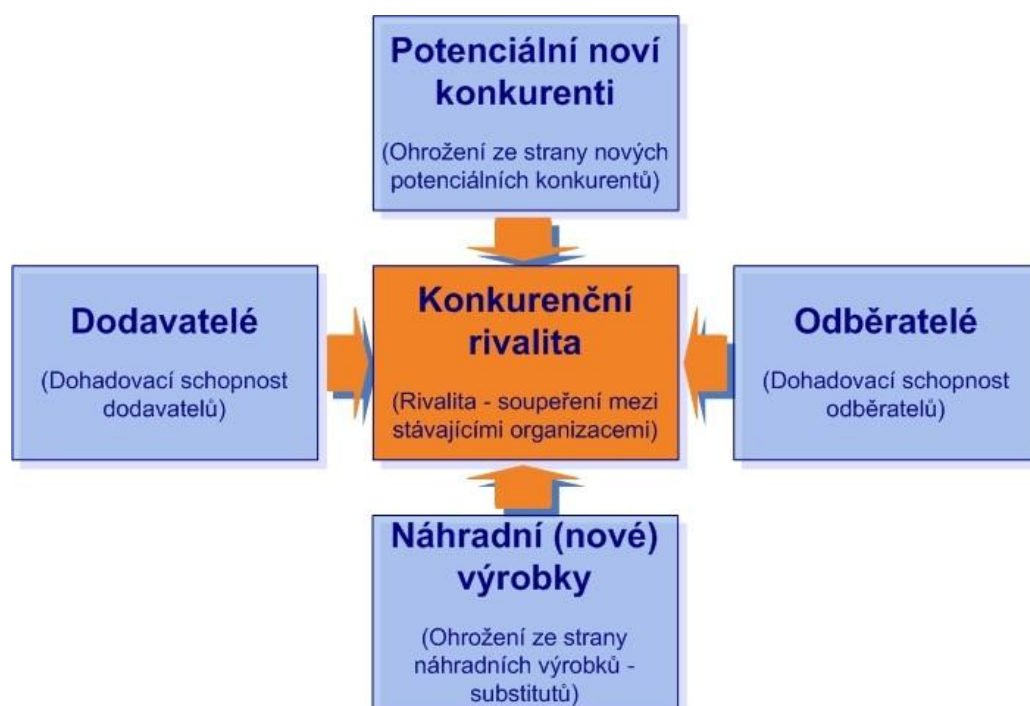 Potenciální noví
konkurenti
(Ohrožení ze strany nových
potenciálních konkurentů)
Dodavatelé
(Dohadovací schopnost
dodavatelů)
Konkurenční
rivalita
(Rivalita - soupeření mezi
stávajícími organizacemi)
Odběratelé
(Dohadovací schopnost
odběratelů)
Náhradní (nové)
výrobky
(Ohrožení ze strany
náhradních výrobků -
substitutů)